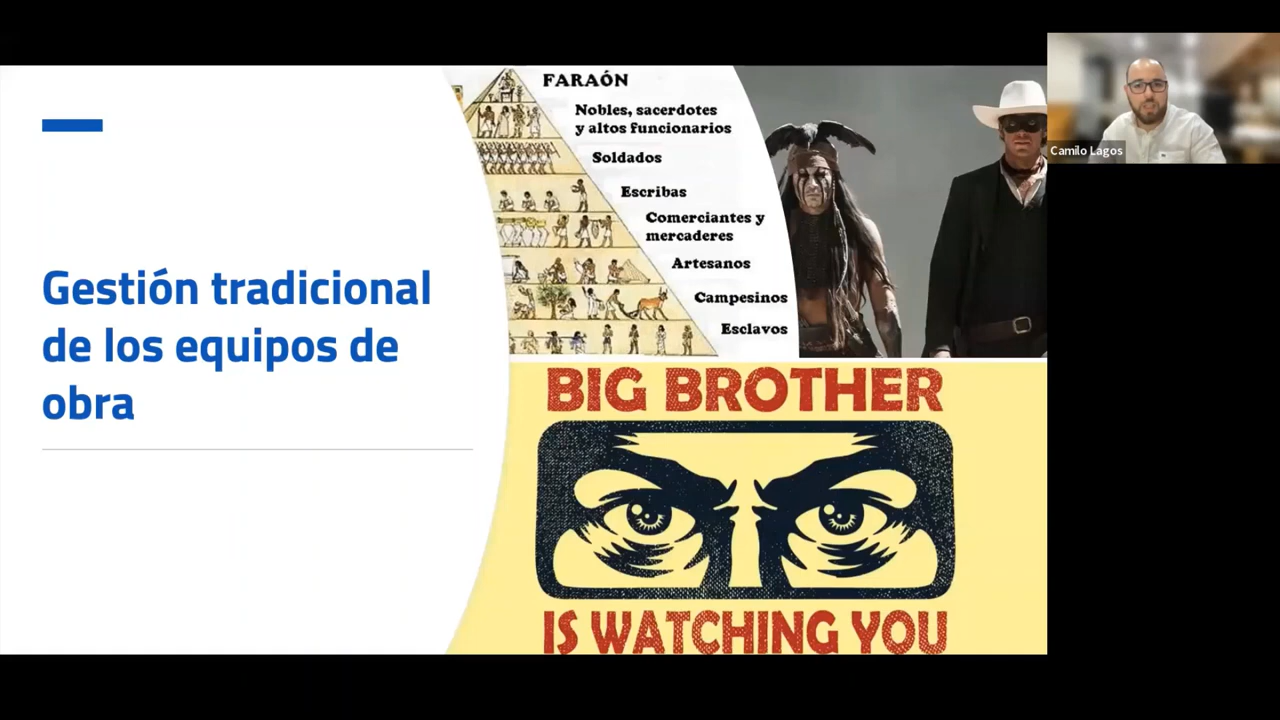 Gestión tradicional
de los equipos de
obra
FARAÓN
Nobles, sacerdotes
y altos funcionarios
Soldados
Escribas
Comerciantes y
mercaderes
Artesanos
Campesinos
Esclavos
BIG BROTHER
IS WATCHING YOU
Camilo Lagos